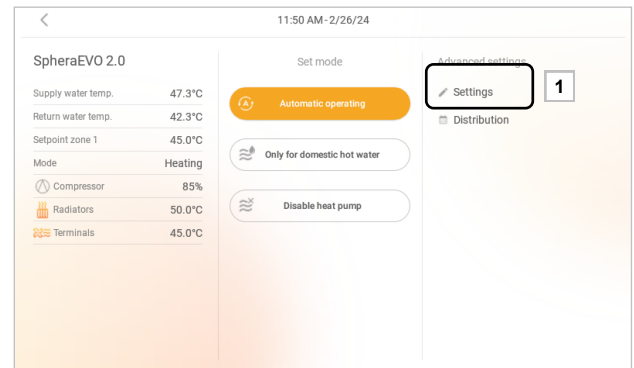 11:50 AM - 2/26/24
SpheraEVO 2.0
Supply water temp. 47.3°C
Return water temp. 42.3°C
Setpoint zone 1 45.0°C
Mode Heating
Compressor 85%
Radiators 50.0°C
Terminals 45.0°C
Set mode
A Automatic operating
Only for domestic hot water
Disable heat pump
Advanced settings
Settings 1
Distribution